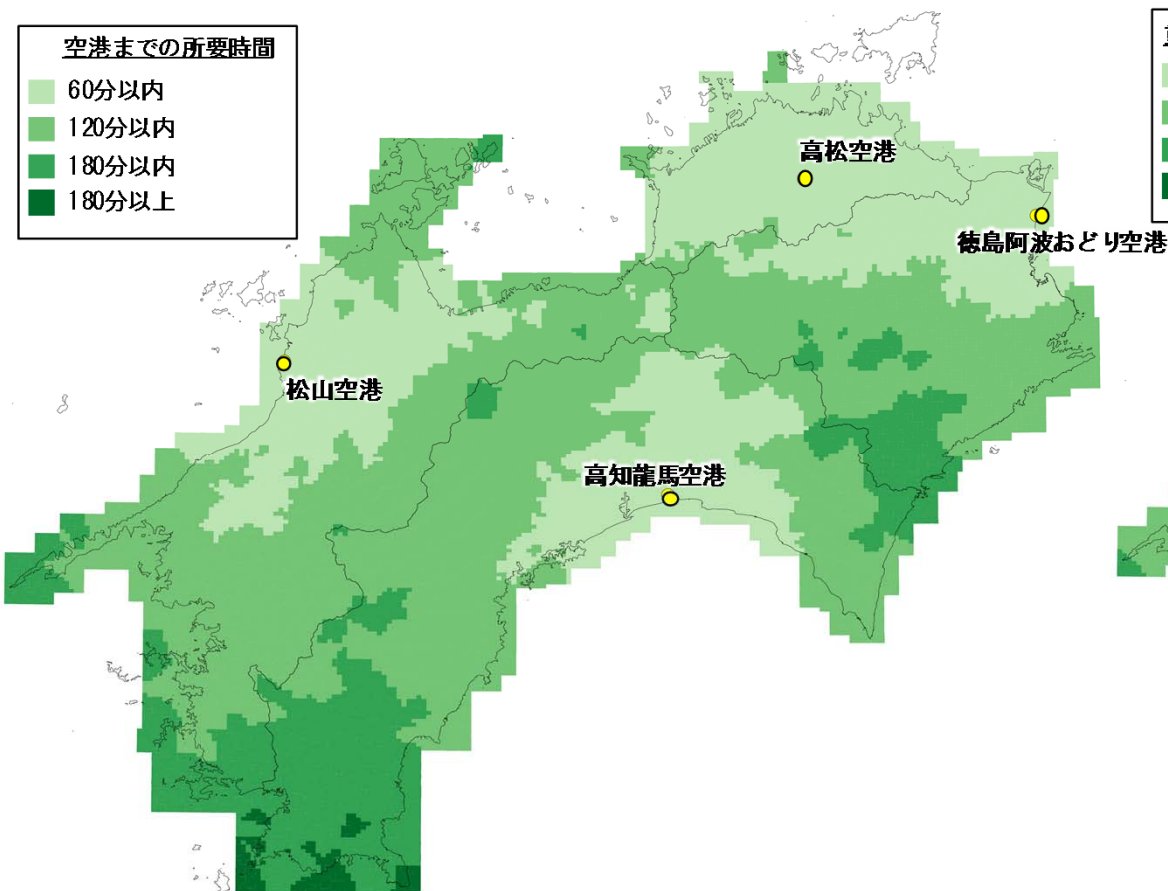 空港までの所要時間
60分以内
120分以内
180分以内
180分以上
高松空港
徳島阿波おどり空港
松山空港
高知龍馬空港